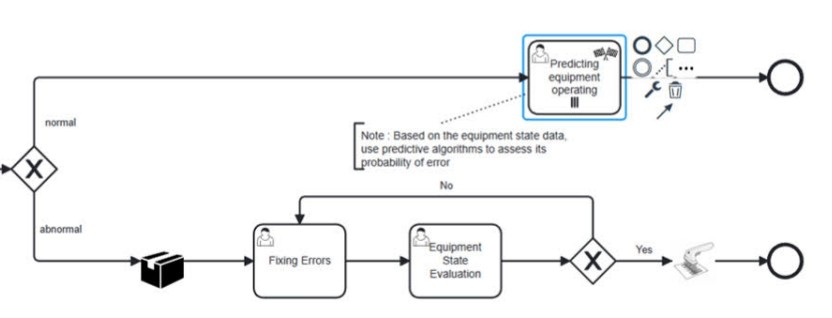 Predicting
equipment
operating
normal
Note : Based on the equipment state data,
use predictive algorithms to assess its
probability of error
No
abnormal
Fixing Errors
Equipment
State
Evaluation
Yes